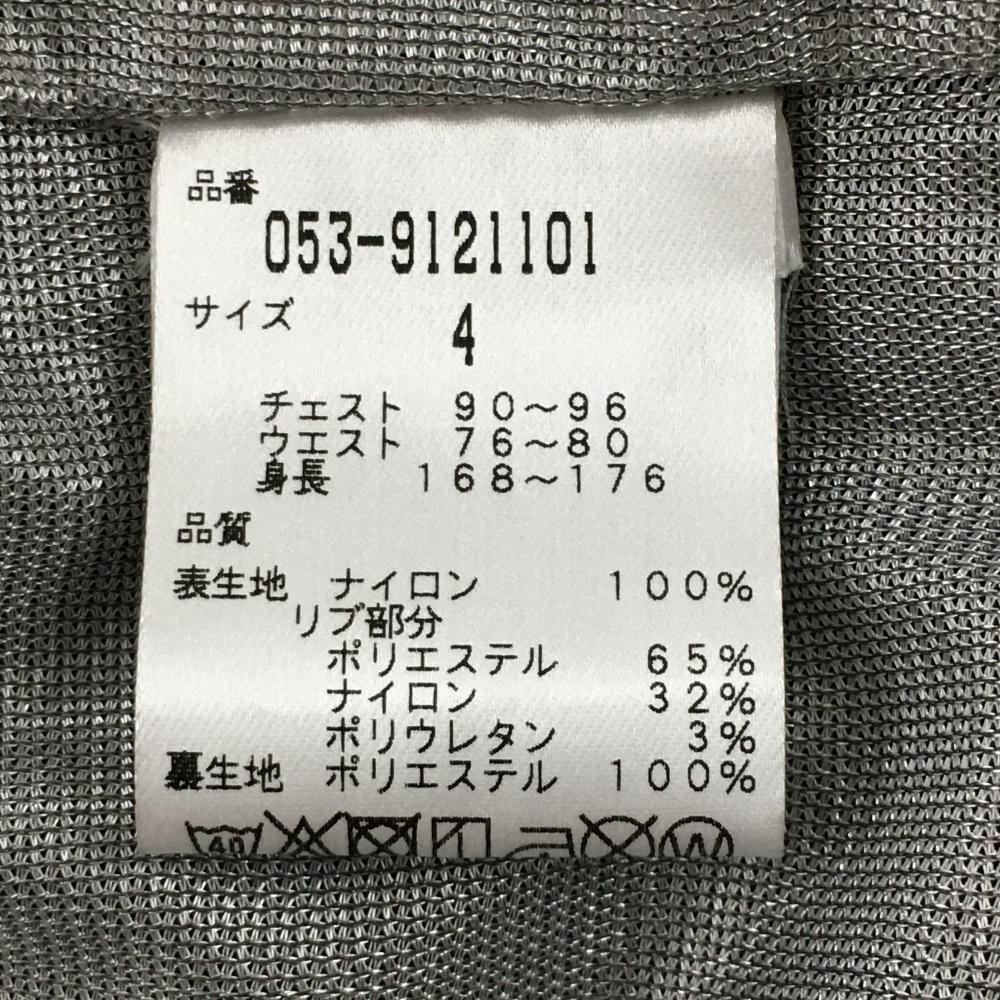 品番
053-9121101
サイズ 4
チェスト 90～96
ウエスト 76～80
身長 168～176
品質
表生地 ナイロン 100%
リブ部分
ポリエステル 65%
ナイロン 32%
ポリウレタン 3%
裏生地 ポリエステル 100%
40 W